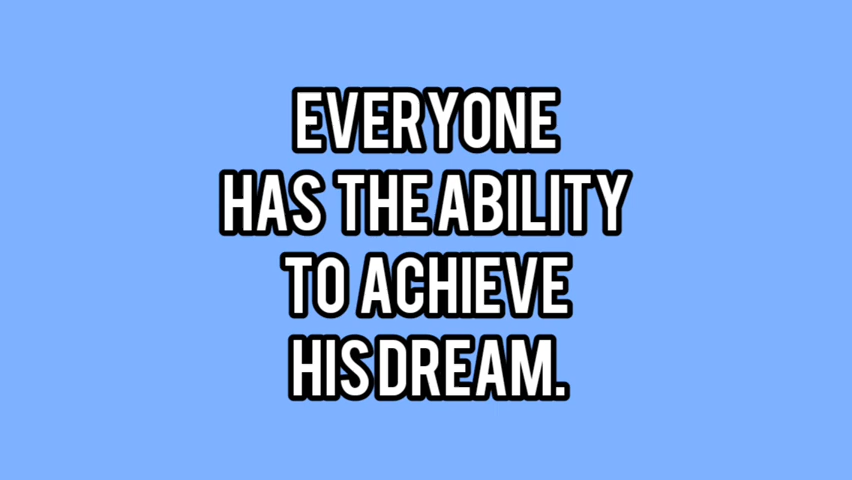 EVERYONE
HAS THE ABILITY
TO ACHIEVE
HIS DREAM.